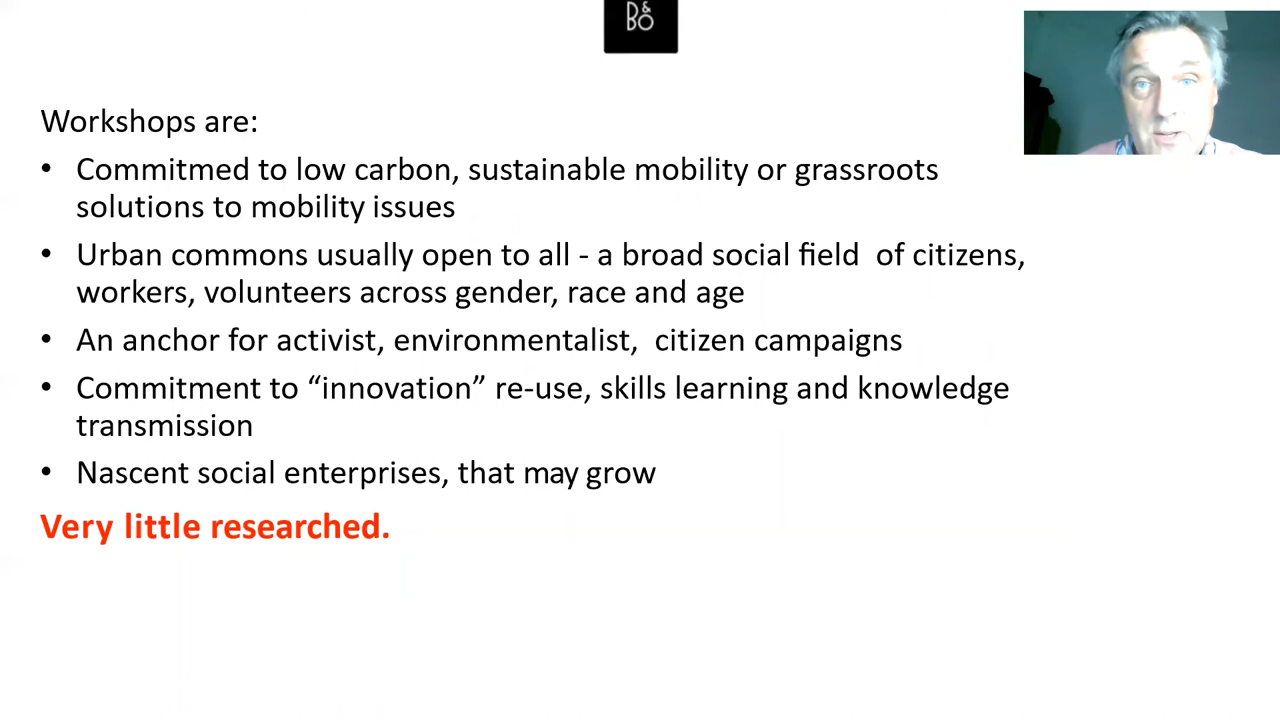 B&
BO
Workshops are:
• Commitmed to low carbon, sustainable mobility or grassroots
solutions to mobility issues
• Urban commons usually open to all - a broad social field of citizens,
workers, volunteers across gender, race and age
• An anchor for activist, environmentalist, citizen campaigns
• Commitment to “innovation” re-use, skills learning and knowledge
transmission
• Nascent social enterprises, that may grow
Very little researched.